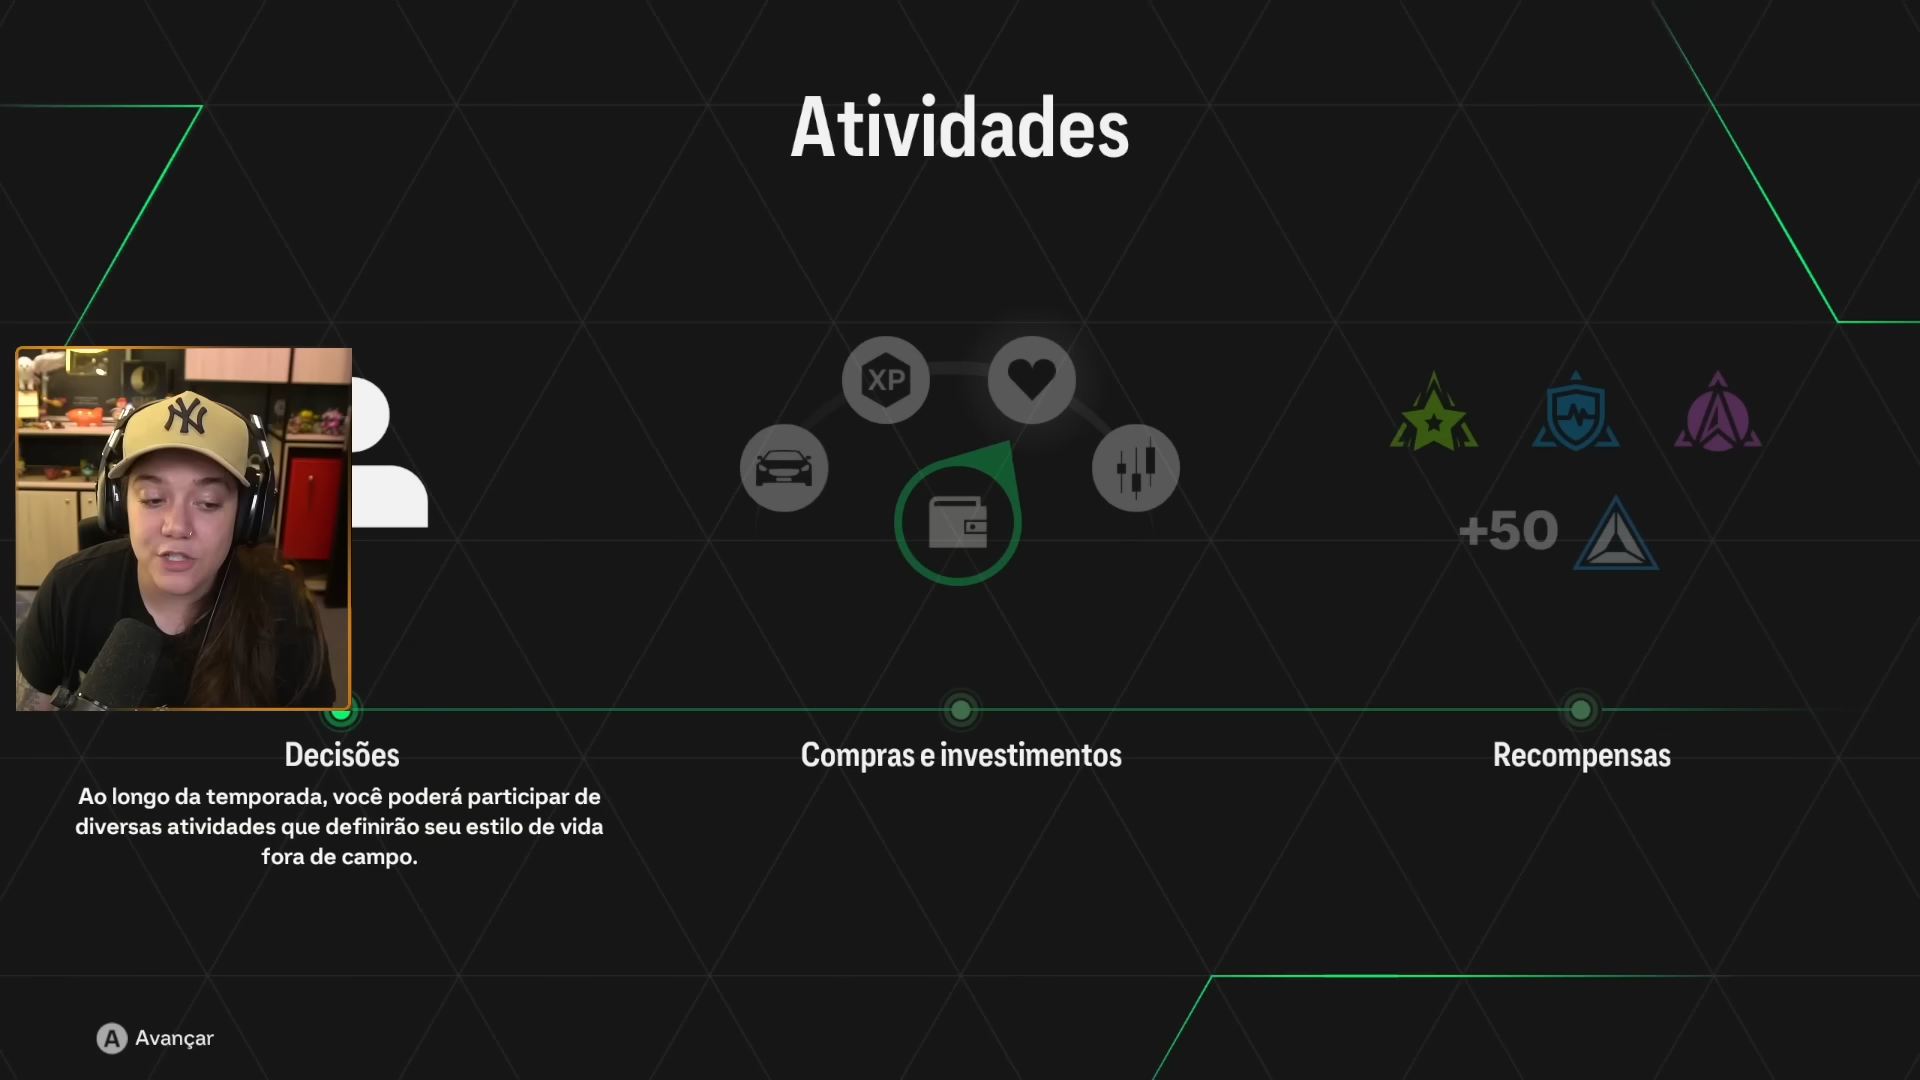 Atividades
XP
+50
NY
Decisões
Ao longo da temporada, você poderá participar de
diversas atividades que definirão seu estilo de vida
fora de campo.
Compras e investimentos
Recompensas
A Avançar